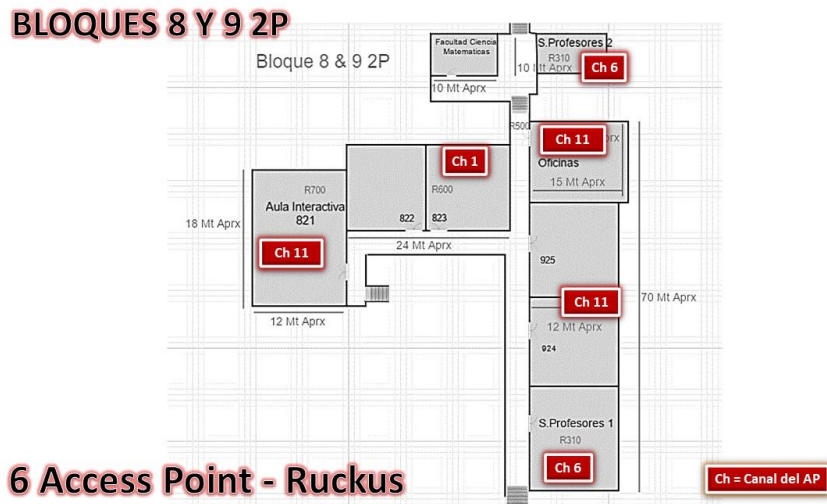 BLOQUES 8 Y 9 2P
Bloque 8 & 9 2P
Facultad Ciencia
Matematicas
10 Mt Aprx
S.Profesores 2
R310
10 Mt Aprx
Ch 6
R500
Ch 11
Oficinas
15 Mt Aprx
Ch 1
R600
822
823
24 Mt Aprx
R700
Aula Interactiva
821
Ch 11
18 Mt Aprx
12 Mt Aprx
925
Ch 11
12 Mt Aprx
924
70 Mt Aprx
S.Profesores 1
R310
Ch 6
6 Access Point - Ruckus
Ch = Canal del AP